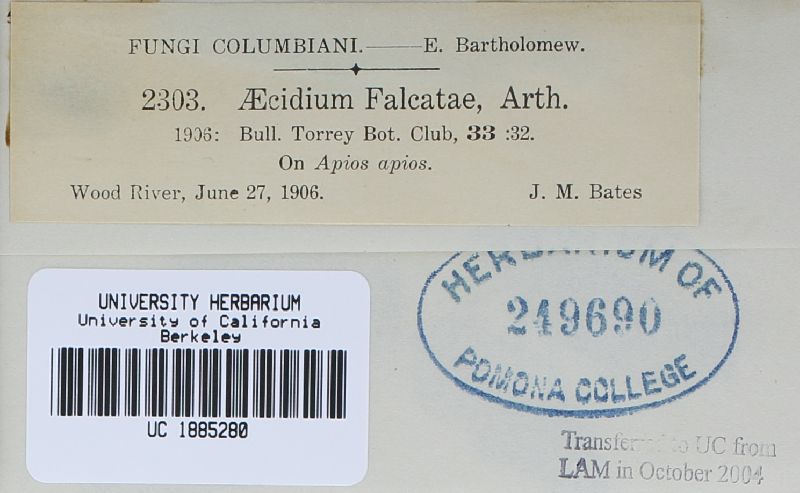 FUNGI COLUMBIANI.——E. Bartholomew.
2303. Æcidium Falcatae, Arth.
1906: Bull. Torrey Bot. Club, 33 :32.
On Apios apios.
Wood River, June 27, 1906. J. M. Bates
UNIVERSITY HERBARIUM
University of California
Berkeley
UC 1885280
HERBARIUM OF
249690
POMONA COLLEGE
Transferred to UC from
LAM in October 2004